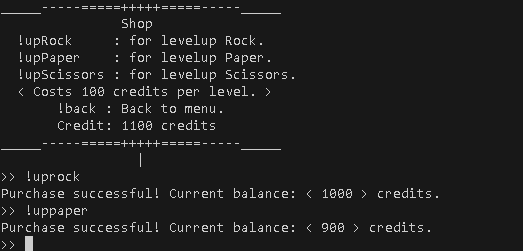 _____-----=====+++++=====-----_____
Shop
!upRock : for levelup Rock.
!upPaper : for levelup Paper.
!upScissors : for levelup Scissors.
< Costs 100 credits per level. >
!back : Back to menu.
Credit: 1100 credits
_____-----=====+++++=====-----_____
|
>> !uprock
Purchase successful! Current balance: < 1000 > credits.
>> !uppaper
Purchase successful! Current balance: < 900 > credits.
>>